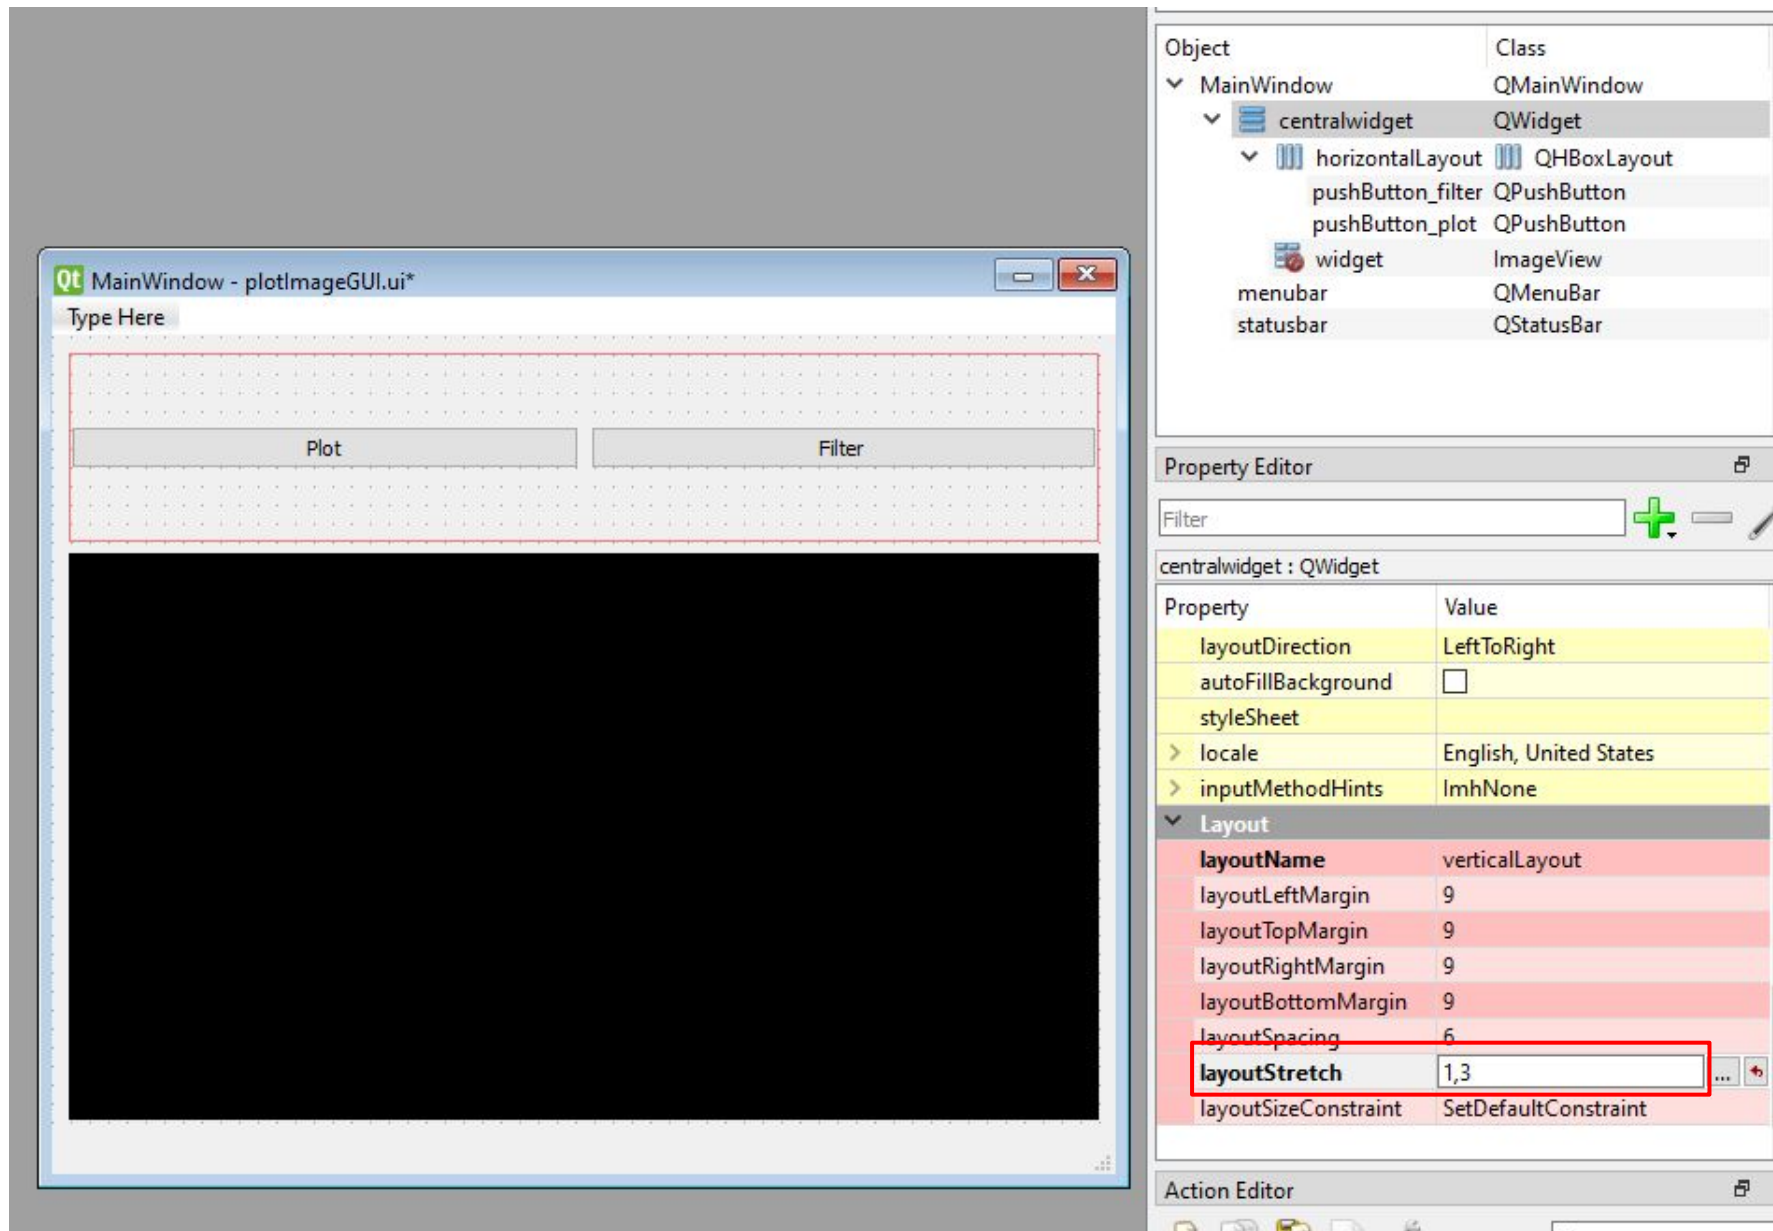 Qt MainWindow - plotImageGUI.ui*
Type Here
Plot Filter
Object Class
MainWindow QMainWindow
centralwidget QWidget
horizontalLayout QHBoxLayout
pushButton_filter QPushButton
pushButton_plot QPushButton
widget ImageView
menubar QMenuBar
statusbar QStatusBar
Property Editor
Filter
centralwidget : QWidget
Property Value
layoutDirection LeftToRight
autoFillBackground
styleSheet
locale English, United States
inputMethodHints ImhNone
Layout
layoutName verticalLayout
layoutLeftMargin 9
layoutTopMargin 9
layoutRightMargin 9
layoutBottomMargin 9
layoutSpacing 6
layoutStretch 1,3 ...
layoutSizeConstraint SetDefaultConstraint
Action Editor